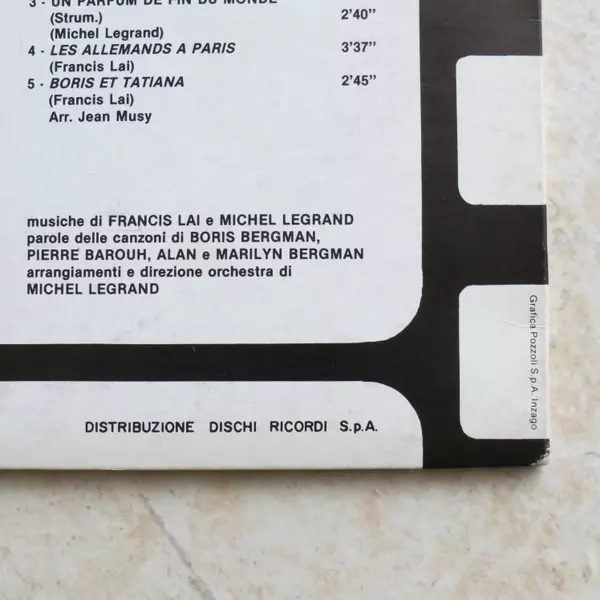 3 - UN PARFUM DE FIN DU MONDE
(Strum.) 2'40"
(Michel Legrand)
4 - LES ALLEMANDS A PARIS 3'37"
(Francis Lai)
5 - BORIS ET TATIANA 2'45"
(Francis Lai)
Arr. Jean Musy
musiche di FRANCIS LAI e MICHEL LEGRAND
parole delle canzoni di BORIS BERGMAN,
PIERRE BAROUH, ALAN e MARILYN BERGMAN
arrangiamenti e direzione orchestra di
MICHEL LEGRAND
Grafica Pozzoli S.p.A. Inzago
DISTRIBUZIONE DISCHI RICORDI S.p.A.